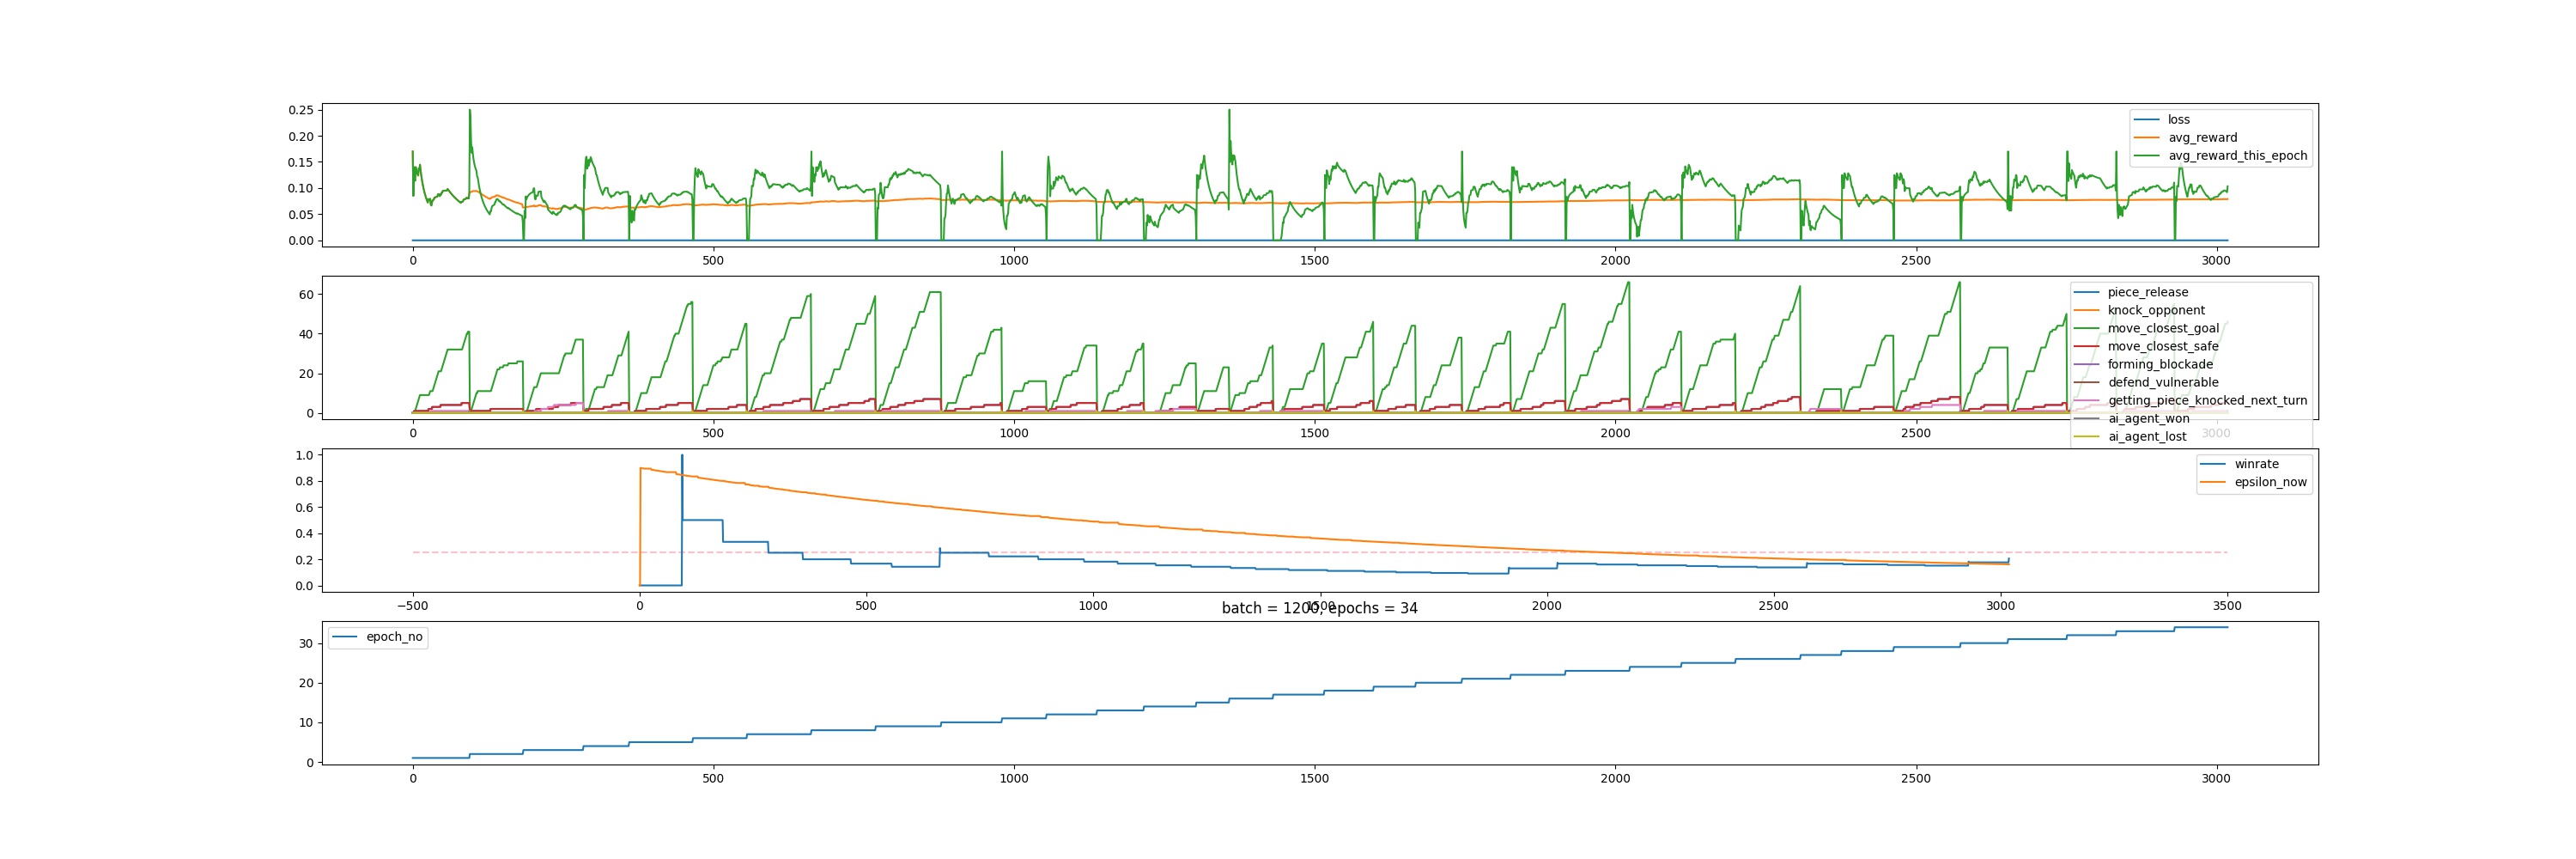 0.25
0.20
0.15
0.10
0.05
0.00
loss
avg_reward
avg_reward_this_epoch
0 500 1000 1500 2000 2500 3000
60
40
20
0
piece_release
knock_opponent
move_closest_goal
move_closest_safe
forming_blockade
defend_vulnerable
getting_piece_knocked_next_turn
ai_agent_won
ai_agent_lost
0 500 1000 1500 2000 2500 3000
1.0
0.8
0.6
0.4
0.2
0.0
winrate
epsilon_now
−500 0 500 1000 1500 2000 2500 3000 3500
batch = 1200, epochs = 34
30
20
10
0
epoch_no
0 500 1000 1500 2000 2500 3000